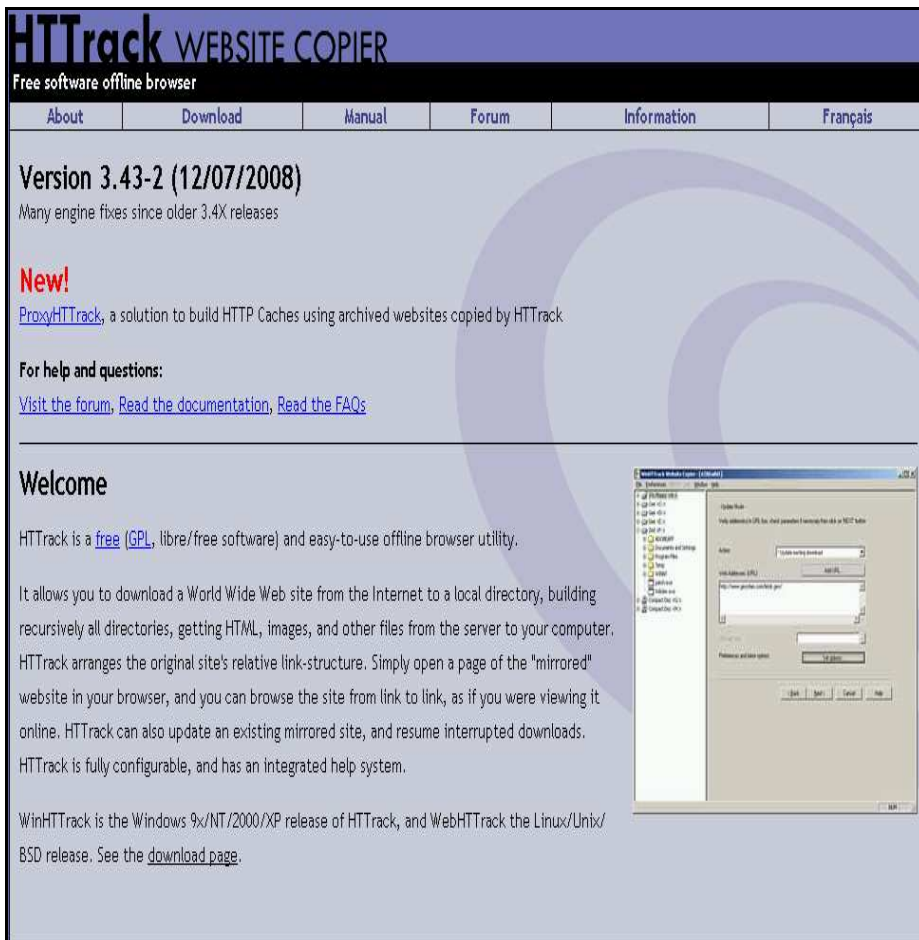 HTTrack WEBSITE COPIER
Free software offline browser
About Download Manual Forum Information Français
Version 3.43-2 (12/07/2008)
Many engine fixes since older 3.4X releases
New!
ProxyHTTrack, a solution to build HTTP Caches using archived websites copied by HTTrack
For help and questions:
Visit the forum, Read the documentation, Read the FAQs
Welcome
HTTrack is a free (GPL, libre/free software) and easy-to-use offline browser utility.
It allows you to download a World Wide Web site from the Internet to a local directory, building
recursively all directories, getting HTML, images, and other files from the server to your computer.
HTTrack arranges the original site's relative link-structure. Simply open a page of the "mirrored"
website in your browser, and you can browse the site from link to link, as if you were viewing it
online. HTTrack can also update an existing mirrored site, and resume interrupted downloads.
HTTrack is fully configurable, and has an integrated help system.
WinHTTrack is the Windows 9x/NT/2000/XP release of HTTrack, and WebHTTrack the Linux/Unix/
BSD release. See the download page.